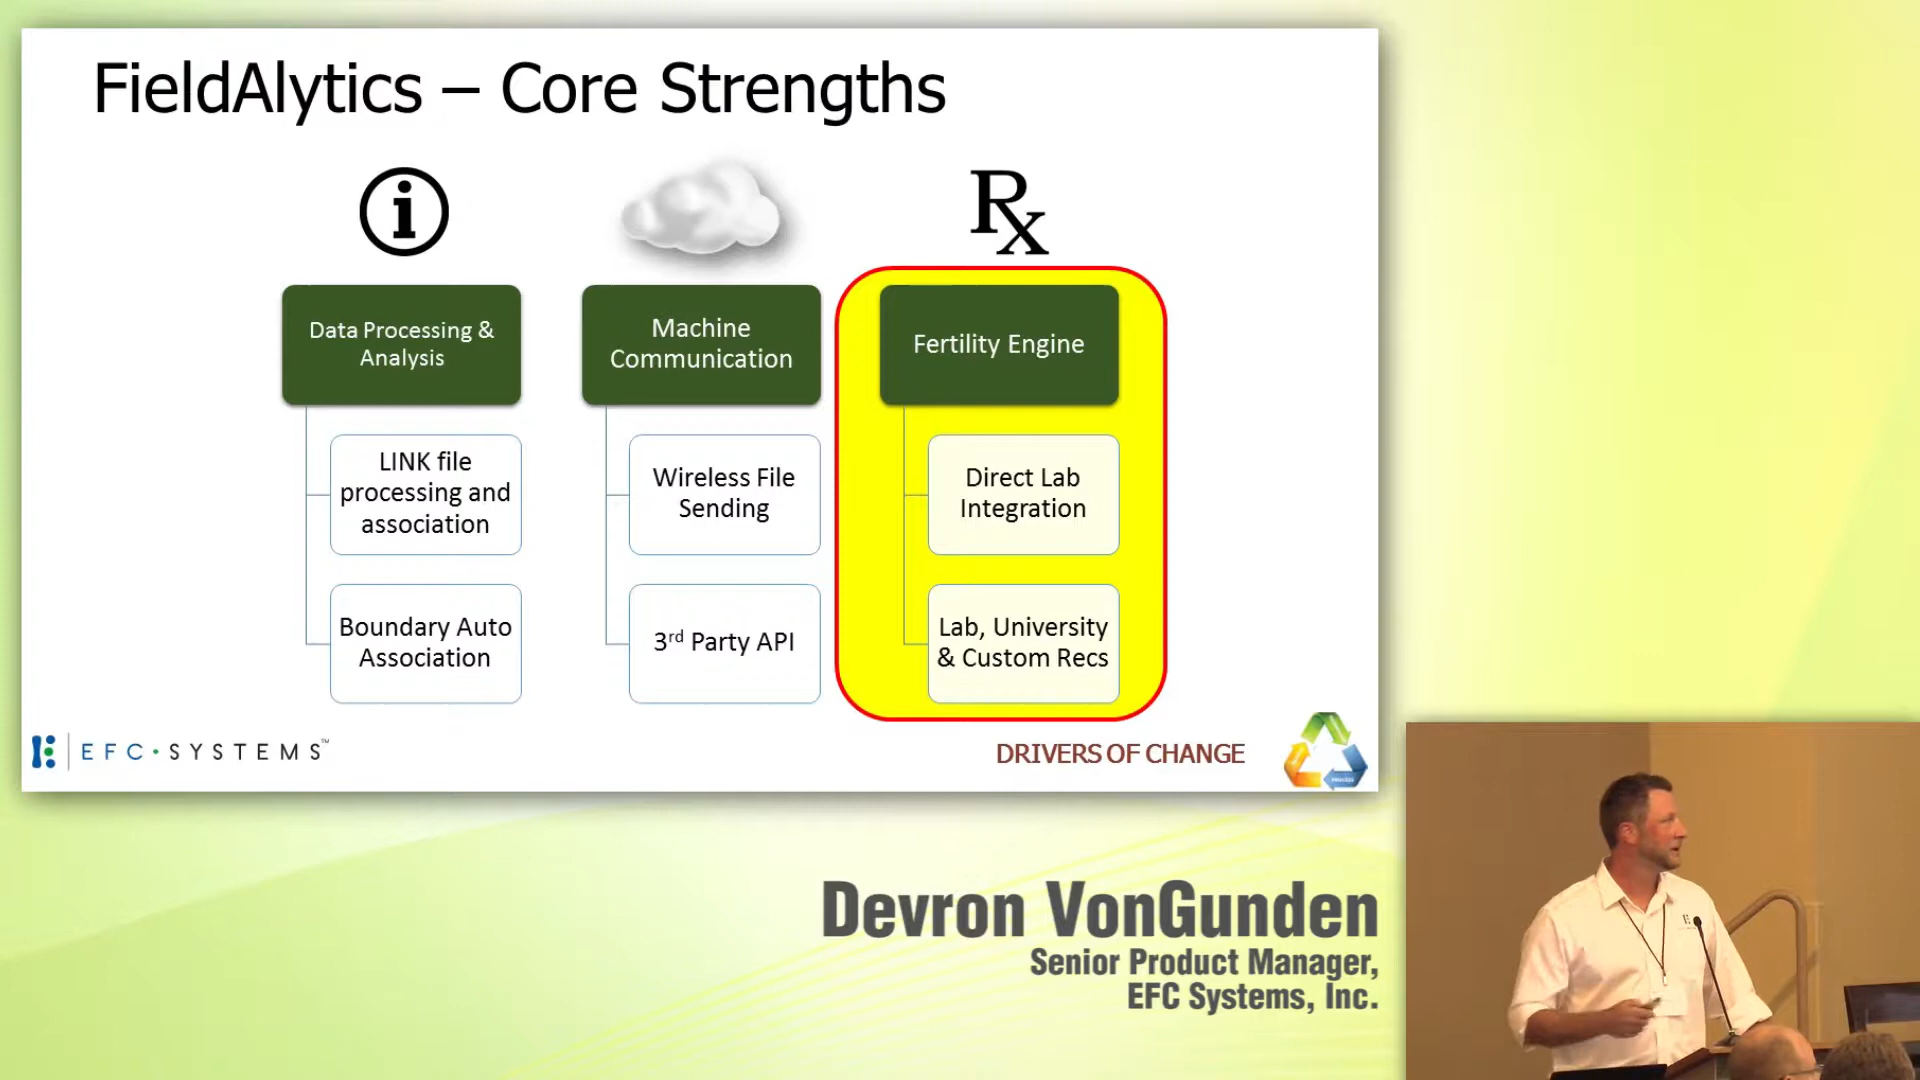 FieldAlytics – Core Strengths
i
Rx
Data Processing &
Analysis
LINK file
processing and
association
Boundary Auto
Association
Machine
Communication
Wireless File
Sending
3rd Party API
Fertility Engine
Direct Lab
Integration
Lab, University
& Custom Recs
EFC·SYSTEMS™
DRIVERS OF CHANGE
PROCESS
Devron VonGunden
Senior Product Manager,
EFC Systems, Inc.